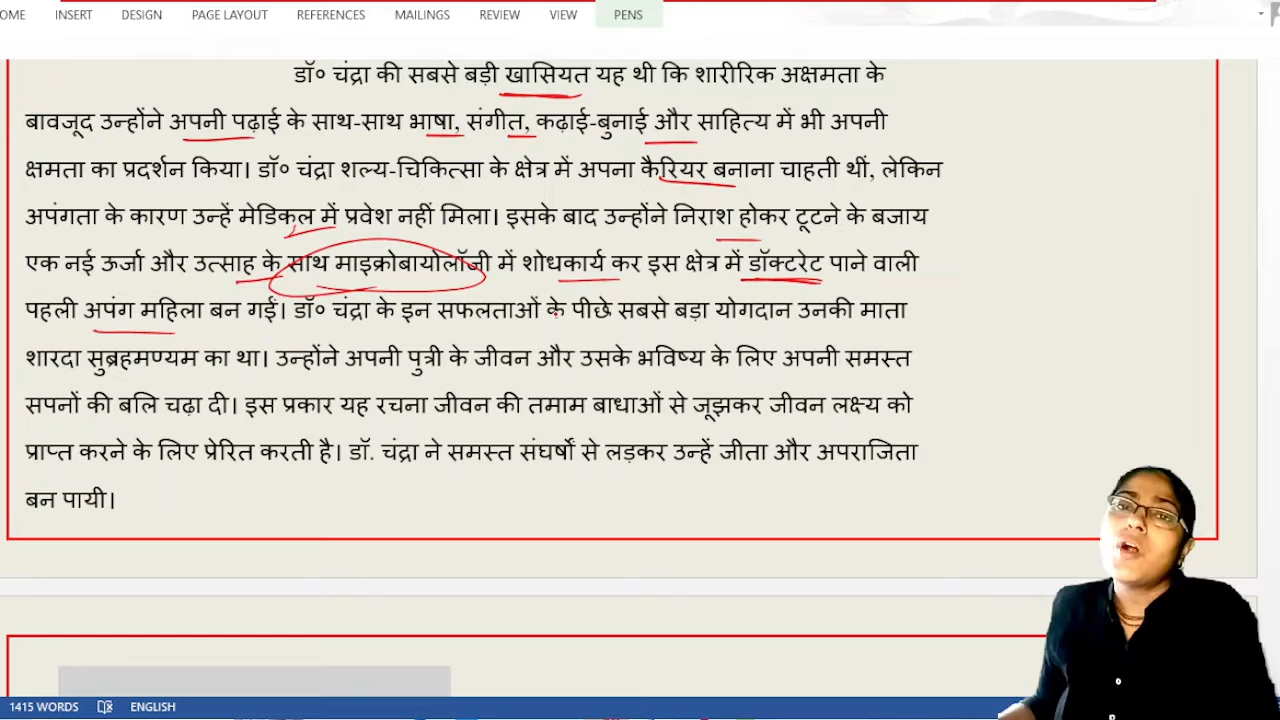 OME INSERT DESIGN PAGE LAYOUT REFERENCES MAILINGS REVIEW VIEW PENS
डॉ० चंद्रा की सबसे बड़ी खासियत यह थी कि शारीरिक अक्षमता के
बावजूद उन्होंने अपनी पढ़ाई के साथ-साथ भाषा, संगीत, कढ़ाई-बुनाई और साहित्य में भी अपनी
क्षमता का प्रदर्शन किया। डॉ० चंद्रा शल्य-चिकित्सा के क्षेत्र में अपना कैरियर बनाना चाहती थीं, लेकिन
अपंगता के कारण उन्हें मेडिकल में प्रवेश नहीं मिला। इसके बाद उन्होंने निराश होकर टूटने के बजाय
एक नई ऊर्जा और उत्साह के साथ माइक्रोबायोलॉजी में शोधकार्य कर इस क्षेत्र में डॉक्टरेट पाने वाली
पहली अपंग महिला बन गईं। डॉ० चंद्रा के इन सफलताओं के पीछे सबसे बड़ा योगदान उनकी माता
शारदा सुब्रहमण्यम का था। उन्होंने अपनी पुत्री के जीवन और उसके भविष्य के लिए अपनी समस्त
सपनों की बलि चढ़ा दी। इस प्रकार यह रचना जीवन की तमाम बाधाओं से जूझकर जीवन लक्ष्य को
प्राप्त करने के लिए प्रेरित करती है। डॉ. चंद्रा ने समस्त संघर्षों से लड़कर उन्हें जीता और अपराजिता
बन पायी।
1415 WORDS ENGLISH